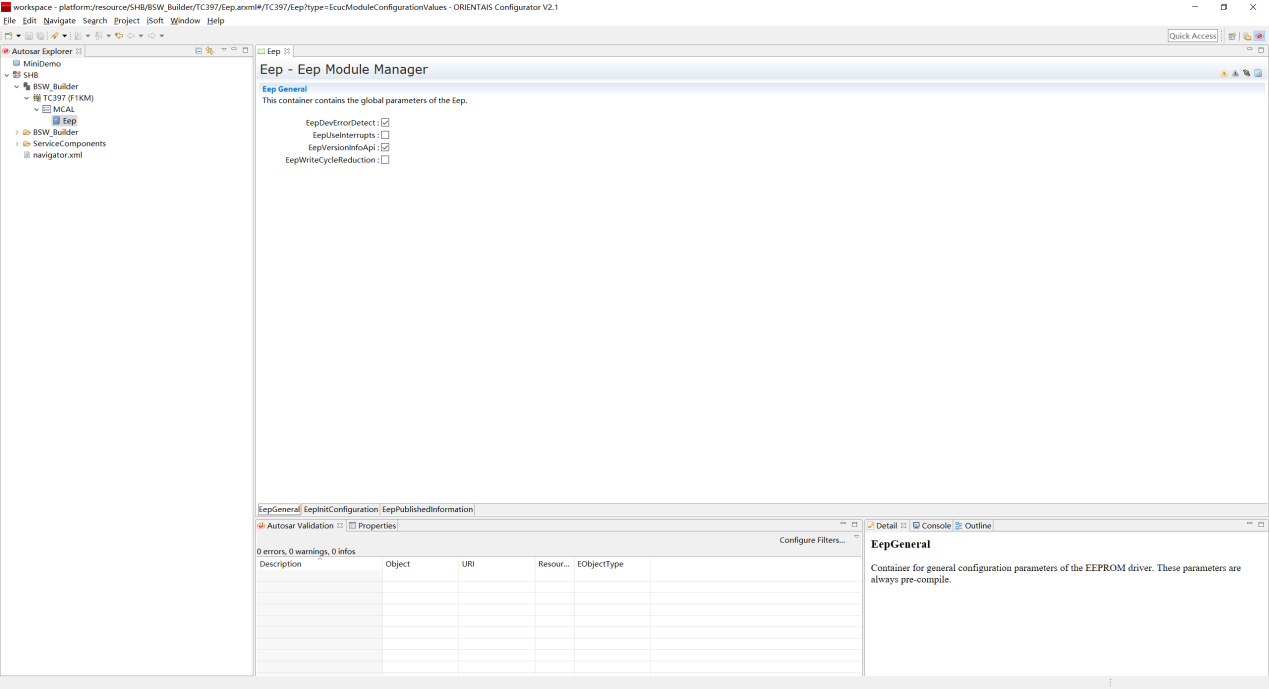 workspace - platform:/resource/SHB/BSW_Builder/TC397/Eep.arxml#/TC397/Eep?type=EcucModuleConfigurationValues - ORIENTAIS Configurator V2.1
File Edit Navigate Search Project iSoft Window Help
Quick Access
Autosar Explorer
MiniDemo
SHB
BSW_Builder
TC397 (F1KM)
MCAL
Eep
BSW_Builder
ServiceComponents
navigator.xml
Eep
Eep - Eep Module Manager
Eep General
This container contains the global parameters of the Eep.
EepDevErrorDetect :
EepUseInterrupts :
EepVersionInfoApi :
EepWriteCycleReduction :
EepGeneral EepInitConfiguration EepPublishedInformation
Autosar Validation Properties
Configure Filters...
0 errors, 0 warnings, 0 infos
Description Object URI Resour... EObjectType
Detail Console Outline
EepGeneral
Container for general configuration parameters of the EEPROM driver. These parameters are
always pre-compile.